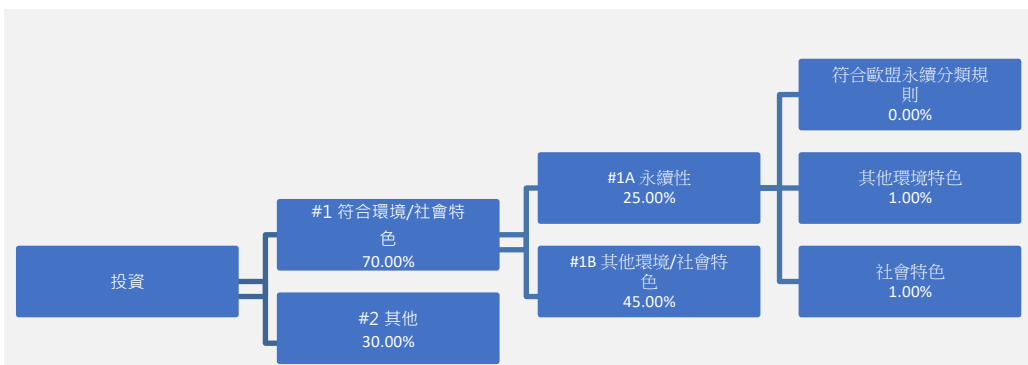 投資
#1 符合環境/社會特
色
70.00%
#2 其他
30.00%
#1A 永續性
25.00%
#1B 其他環境/社會特
色
45.00%
符合歐盟永續分類規
則
0.00%
其他環境特色
1.00%
社會特色
1.00%